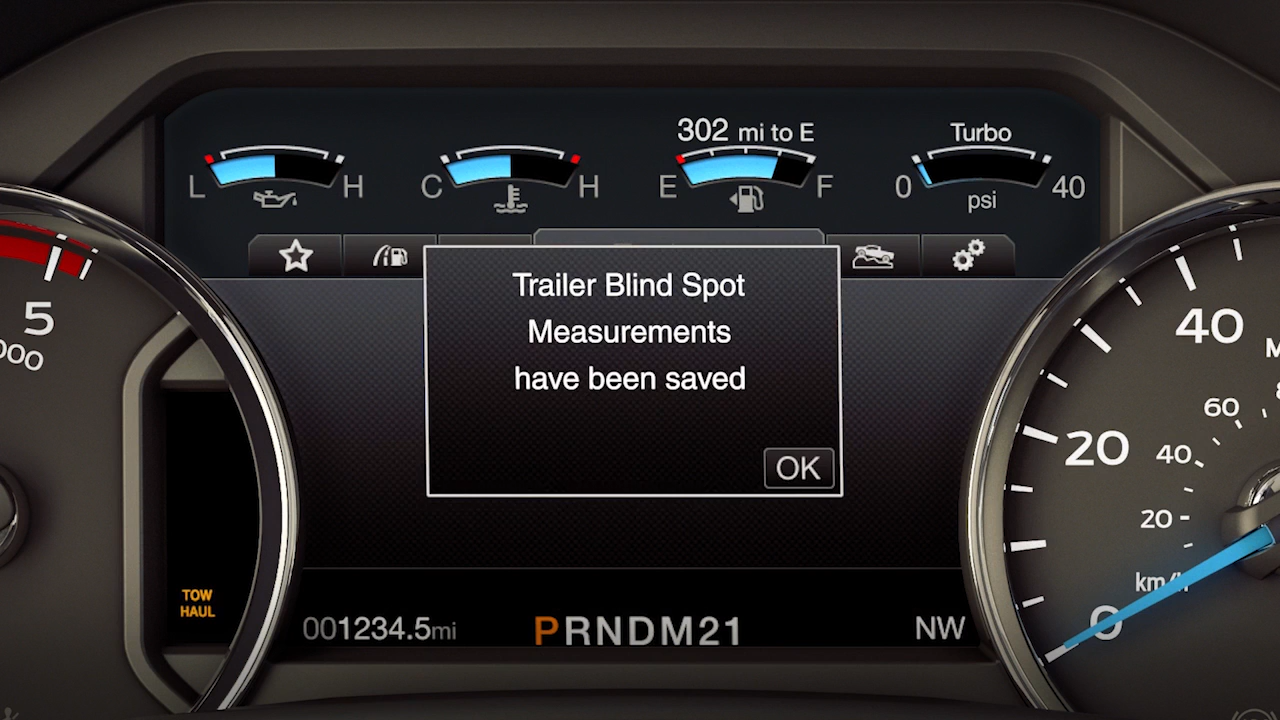 302 mi to E
Turbo
L H
C H
E F
0 40
psi
Trailer Blind Spot
Measurements
have been saved
OK
5
000
40
60
20
40
20
km/h
0
TOW
HAUL
001234.5mi
PRNDM21
NW